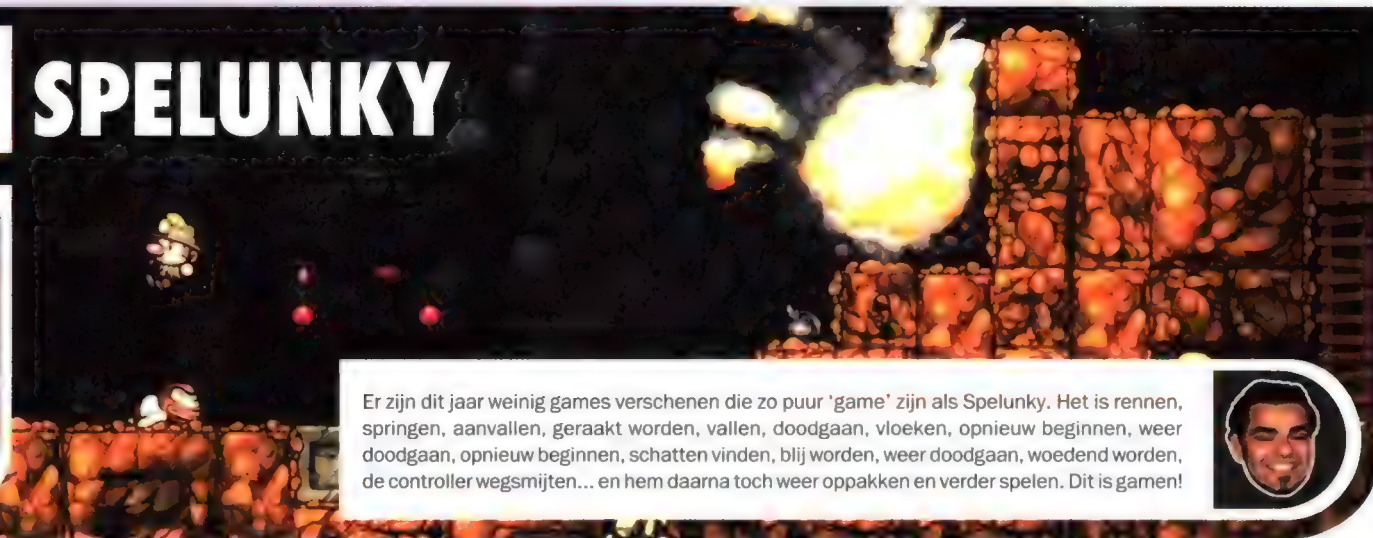 SPELUNKY
Er zijn dit jaar weinig games verschenen die zo puur 'game' zijn als Spelunky. Het is rennen,
springen, aanvallen, geraakt worden, vallen, doodgaan, vloeken, opnieuw beginnen, weer
doodgaan, opnieuw beginnen, schatten vinden, blij worden, weer doodgaan, woedend worden,
de controller wegsmijten... en hem daarna toch weer oppakken en verder spelen. Dit is gamen!